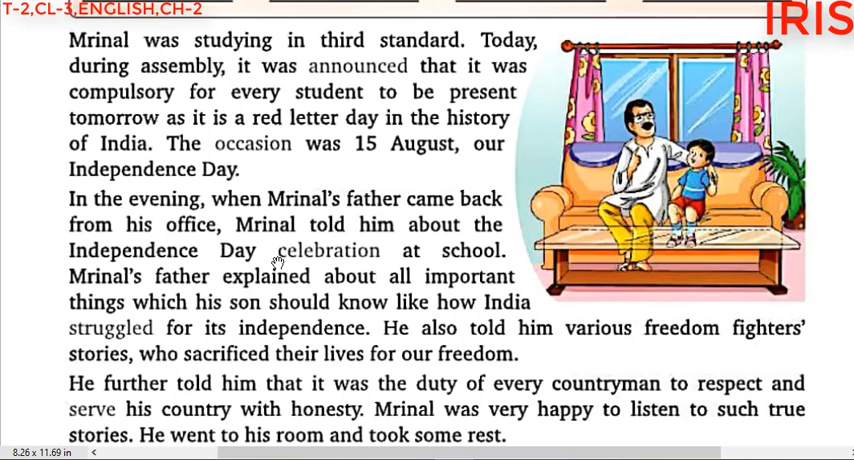 T-2,CL-3,ENGLISH,CH-2
IRIS
Mrinal was studying in third standard. Today,
during assembly, it was announced that it was
compulsory for every student to be present
tomorrow as it is a red letter day in the history
of India. The occasion was 15 August, our
Independence Day.
In the evening, when Mrinal's father came back
from his office, Mrinal told him about the
Independence Day celebration at school.
Mrinal's father explained about all important
things which his son should know like how India
struggled for its independence. He also told him various freedom fighters'
stories, who sacrificed their lives for our freedom.
He further told him that it was the duty of every countryman to respect and
serve his country with honesty. Mrinal was very happy to listen to such true
stories. He went to his room and took some rest.
8.26 x 11.69 in